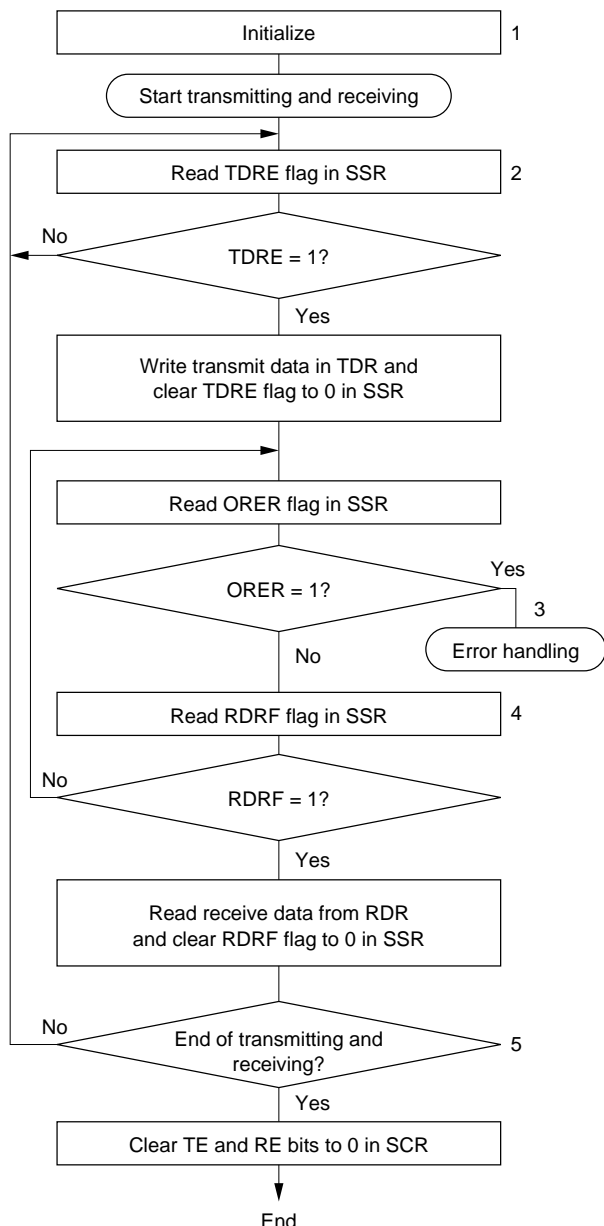 Initialize
1
Start transmitting and receiving
Read TDRE flag in SSR
2
No
TDRE = 1?
Yes
Write transmit data in TDR and
clear TDRE flag to 0 in SSR
Read ORER flag in SSR
ORER = 1?
Yes
3
Error handling
No
Read RDRF flag in SSR
4
No
RDRF = 1?
Yes
Read receive data from RDR
and clear RDRF flag to 0 in SSR
No
End of transmitting and
receiving?
5
Yes
Clear TE and RE bits to 0 in SCR
End